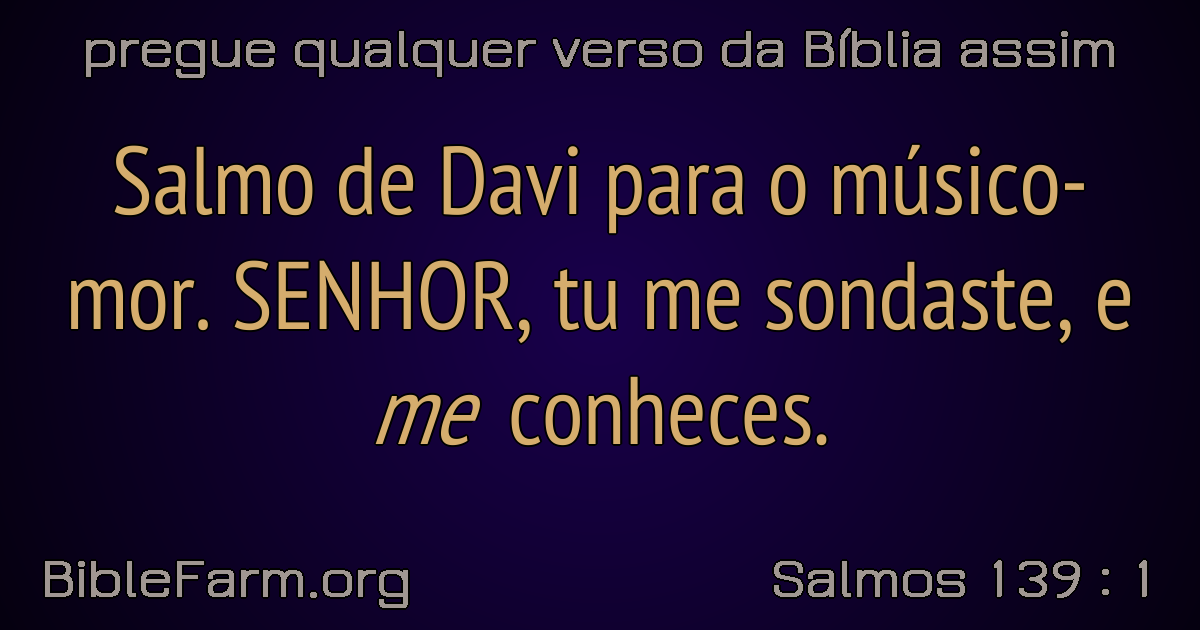 pregue qualquer verso da Bíblia assim
Salmo de Davi para o músico-
mor. SENHOR, tu me sondaste, e
me conheces.
BibleFarm.org
Salmos 139 : 1